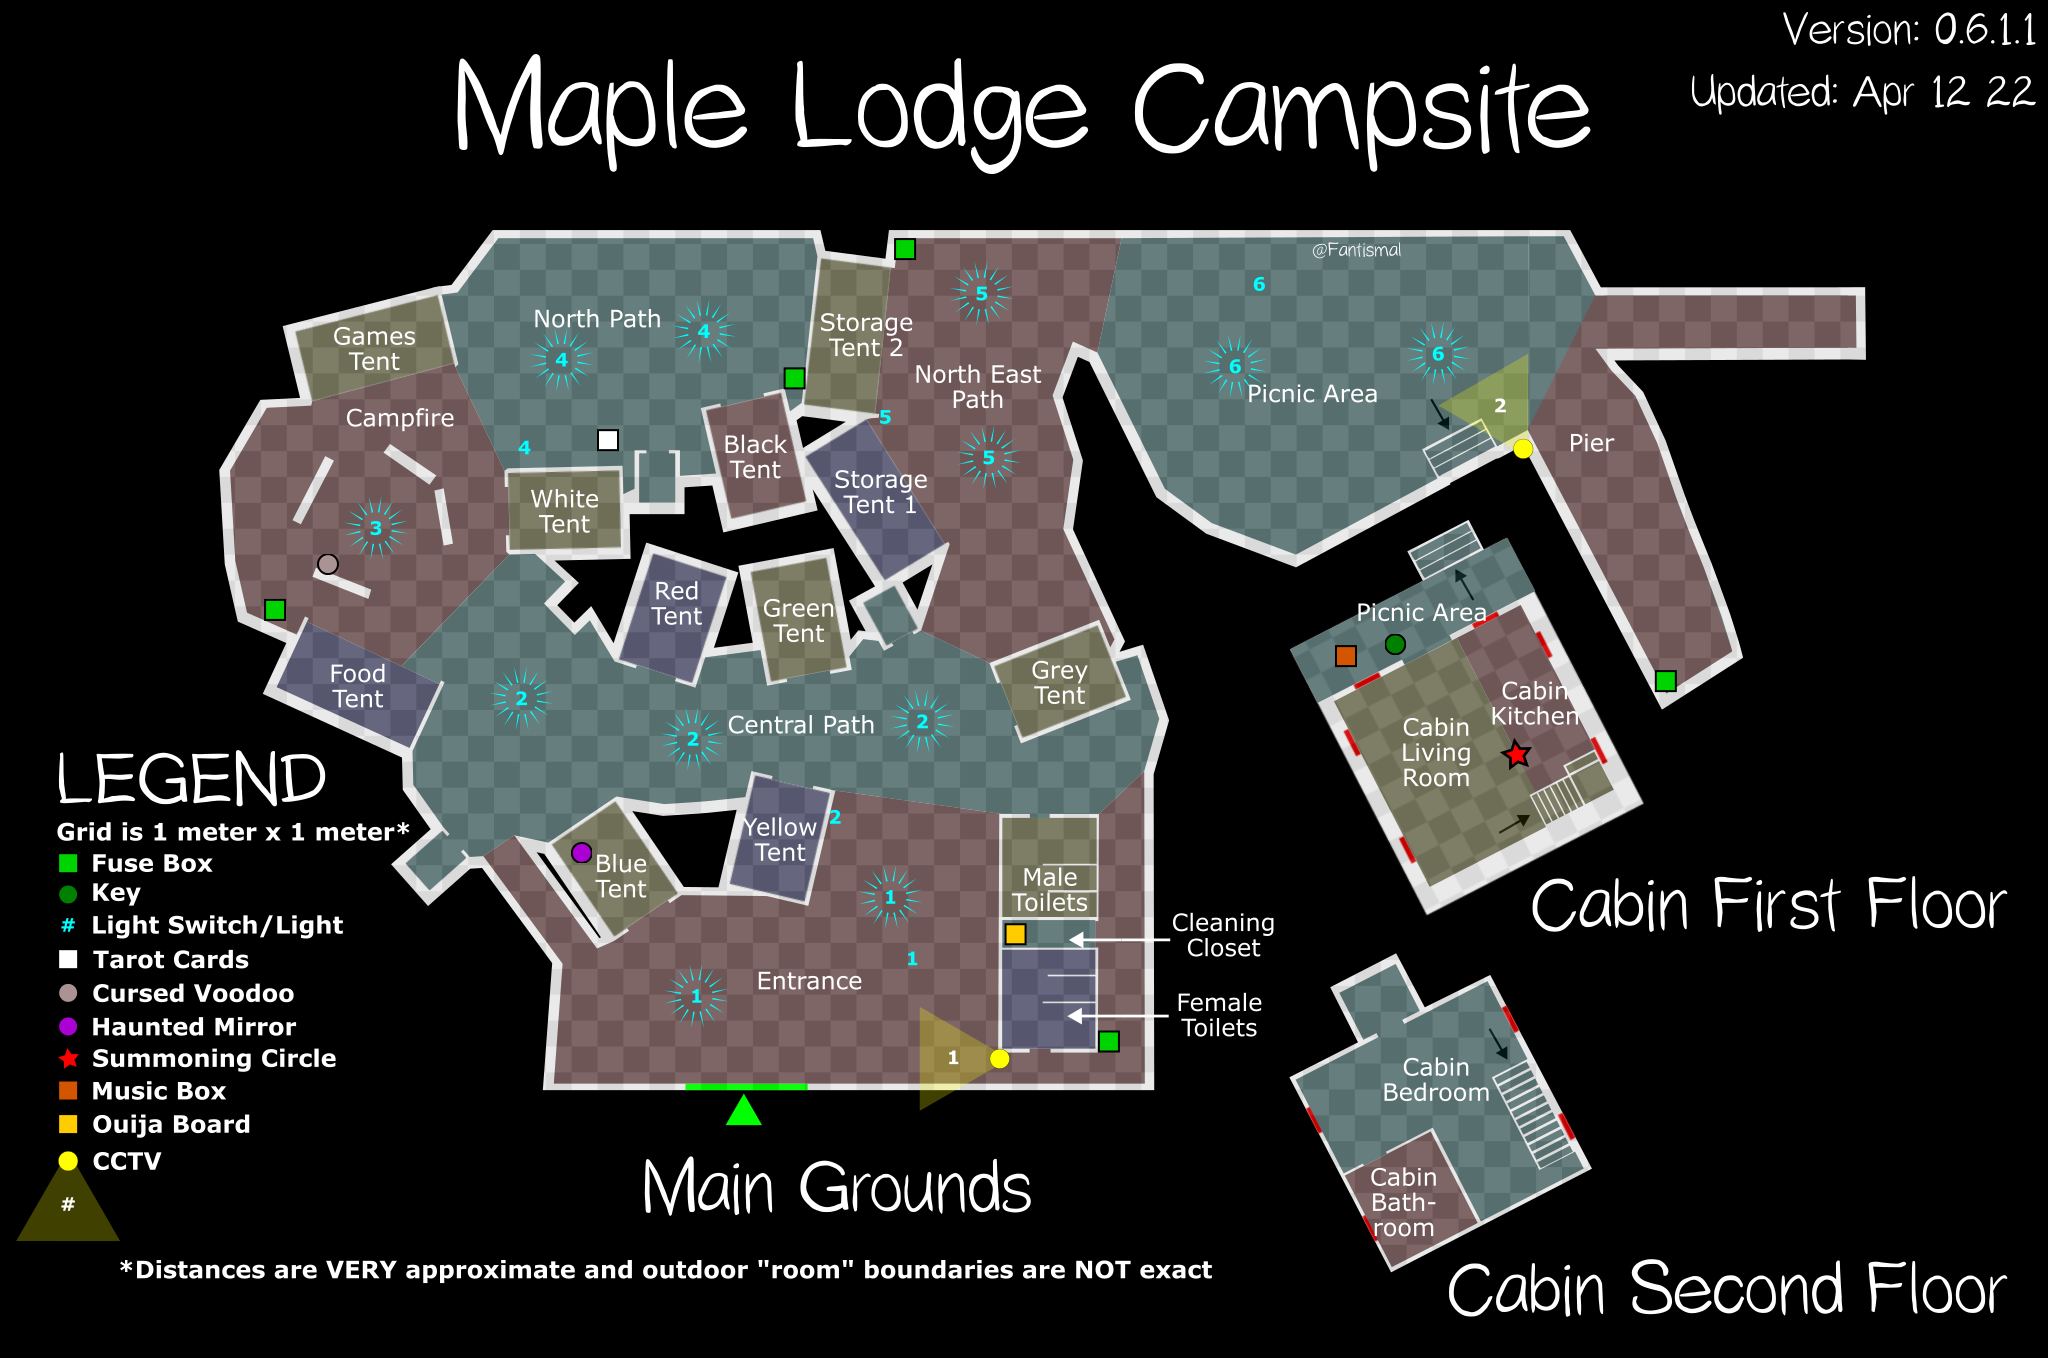 Version: 0.6.1.1
Updated: Apr 12 22
Maple Lodge Campsite
@Fantismal
6
5
North Path
4
Games
Tent
Storage
Tent 2
4
6
6
North East
Path
Picnic Area
2
Campfire
5
Black
Tent
4
Pier
5
Storage
Tent 1
White
Tent
3
Red
Tent
Green
Tent
Picnic Area
Food
Tent
Grey
Tent
2
2
2
Central Path
Cabin
Kitchen
Cabin
Living
Room
LEGEND
Grid is 1 meter x 1 meter*
Fuse Box
Key
# Light Switch/Light
Tarot Cards
Cursed Voodoo
Haunted Mirror
Summoning Circle
Music Box
Ouija Board
CCTV
#
2
Yellow
Tent
Blue
Tent
1
Male
Toilets
Cleaning
Closet
1
Entrance
1
Female
Toilets
1
Cabin First Floor
Main Grounds
Cabin
Bedroom
Cabin
Bath-
room
Cabin Second Floor
*Distances are VERY approximate and outdoor "room" boundaries are NOT exact